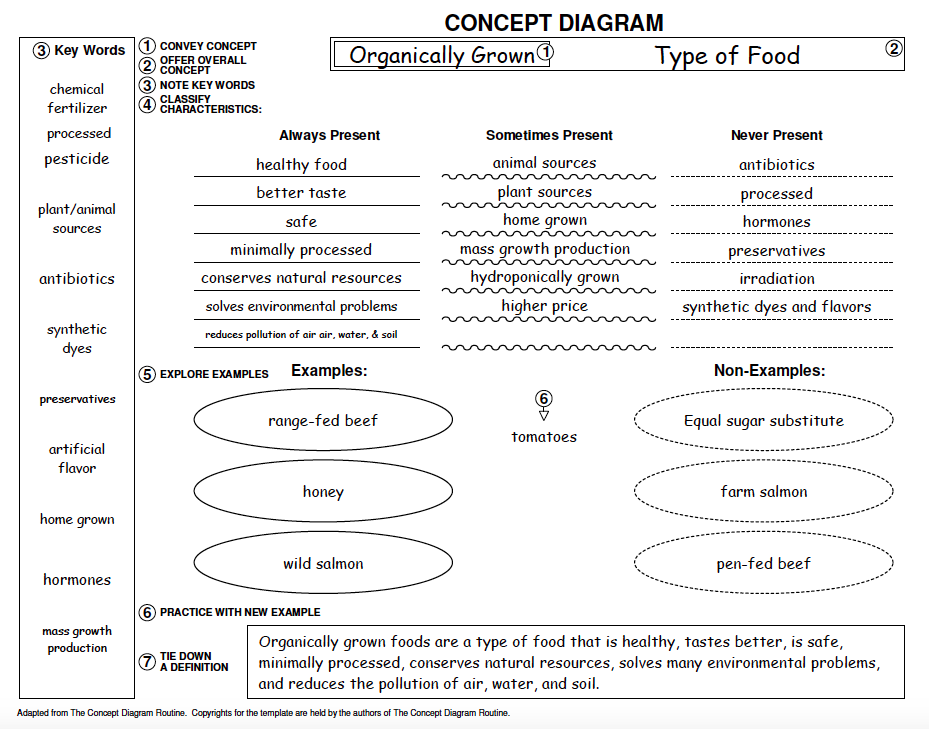 CONCEPT DIAGRAM
③ Key Words
chemical
fertilizer
processed
pesticide
plant/animal
sources
antibiotics
synthetic
dyes
preservatives
artificial
flavor
home grown
hormones
mass growth
production
① CONVEY CONCEPT
② OFFER OVERALL
CONCEPT
③ NOTE KEY WORDS
④ CLASSIFY
CHARACTERISTICS:
Organically Grown ①
Type of Food ②
Always Present
healthy food
better taste
safe
minimally processed
conserves natural resources
solves environmental problems
reduces pollution of air air, water, & soil
Sometimes Present
animal sources
plant sources
home grown
mass growth production
hydroponically grown
higher price
Never Present
antibiotics
processed
hormones
preservatives
irradiation
synthetic dyes and flavors
⑤ EXPLORE EXAMPLES
Examples:
range-fed beef
honey
wild salmon
⑥
tomatoes
Non-Examples:
Equal sugar substitute
farm salmon
pen-fed beef
⑥ PRACTICE WITH NEW EXAMPLE
⑦ TIE DOWN
A DEFINITION
Organically grown foods are a type of food that is healthy, tastes better, is safe,
minimally processed, conserves natural resources, solves many environmental problems,
and reduces the pollution of air, water, and soil.
Adapted from The Concept Diagram Routine. Copyrights for the template are held by the authors of The Concept Diagram Routine.